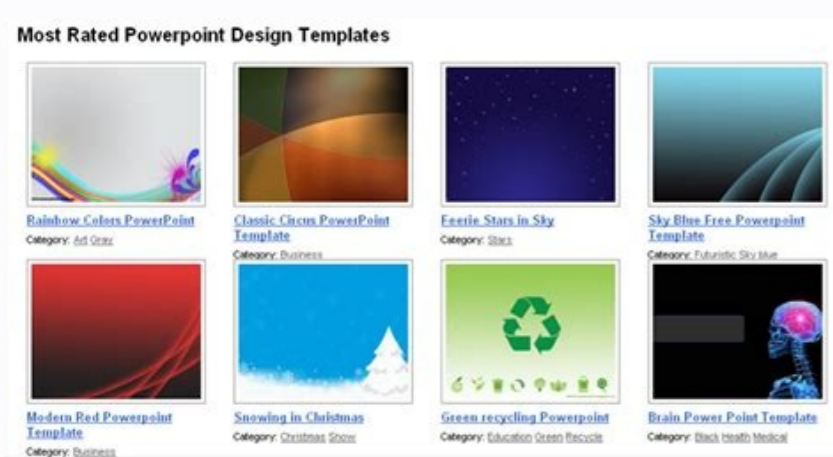 Most Rated Powerpoint Design Templates
Rainbow Colors PowerPoint
Category: Art Gray
Classic Circus PowerPoint
Template
Category: Business
Feerie Stars in Sky
Category: Stars
Sky Blue Free Powerpoint
Template
Category: Futuristic Sky blue
Modern Red Powerpoint
Template
Category: Business
Snowing in Christmas
Category: Christmas Snow
Green recycling Powerpoint
Category: Education Green Recycle
Brain Power Point Template
Category: Black Health Medical